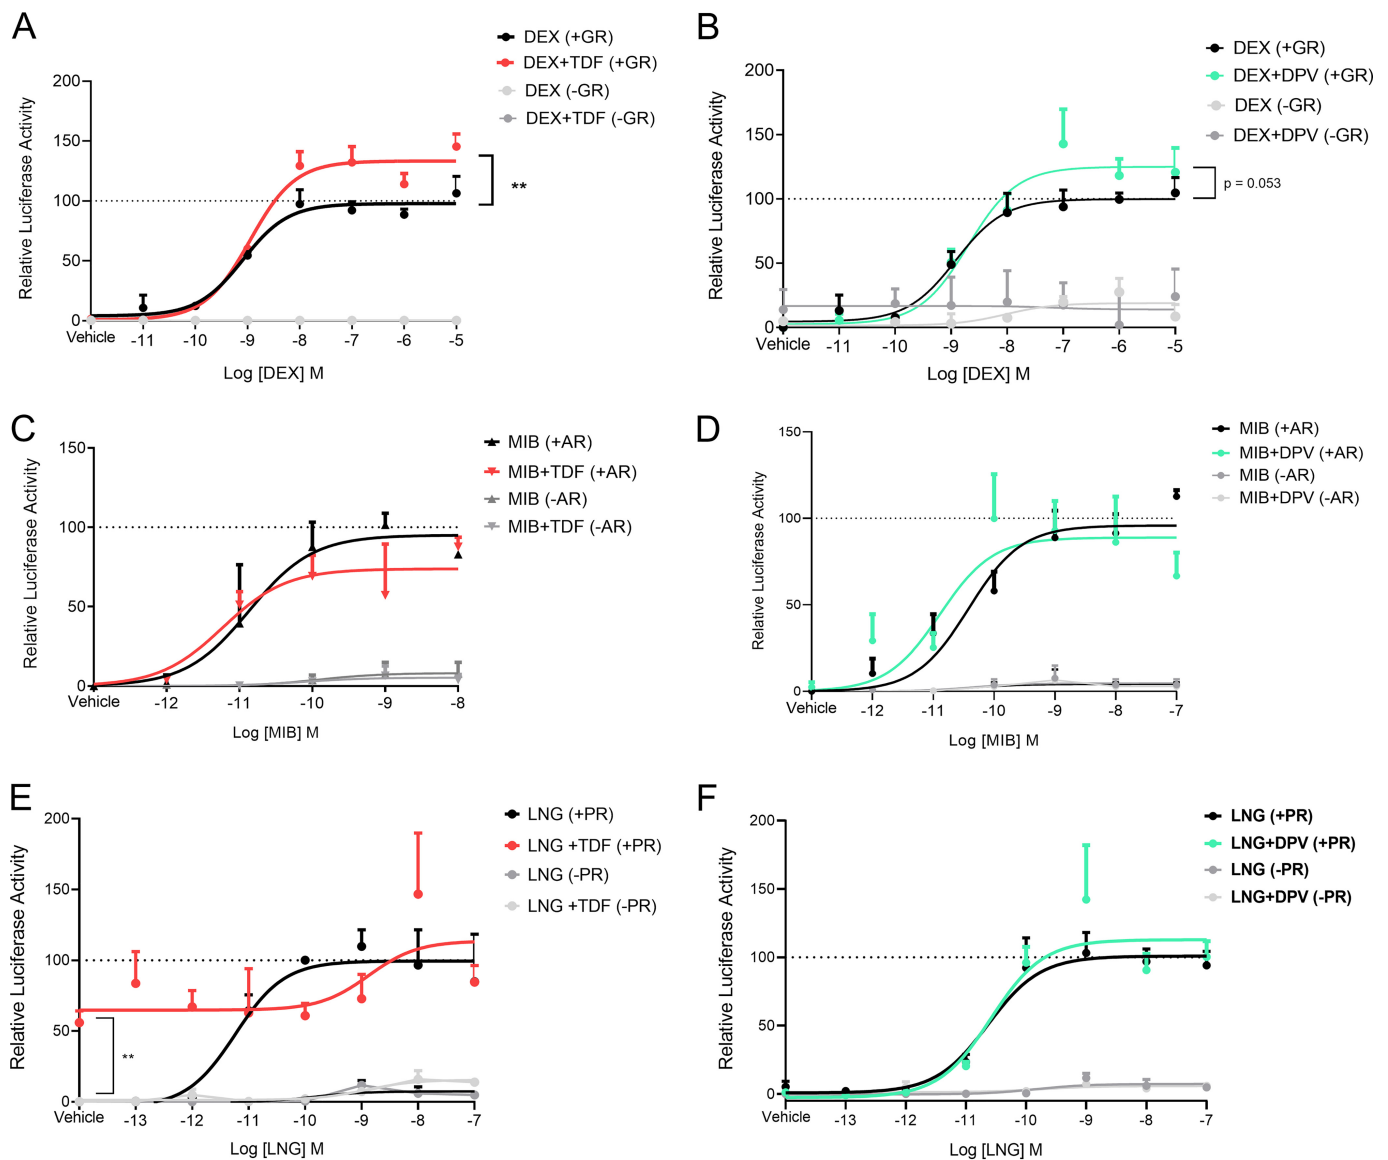 A
DEX (+GR)
DEX+TDF (+GR)
DEX (-GR)
DEX+TDF (-GR)
200
150
100
50
0
Relative Luciferase Activity
**
Vehicle -11 -10 -9 -8 -7 -6 -5
Log [DEX] M
B
DEX (+GR)
DEX+DPV (+GR)
DEX (-GR)
DEX+DPV (-GR)
200
150
100
50
0
Relative Luciferase Activity
p = 0.053
Vehicle -11 -10 -9 -8 -7 -6 -5
Log [DEX] M
C
MIB (+AR)
MIB+TDF (+AR)
MIB (-AR)
MIB+TDF (-AR)
150
100
50
0
Relative Luciferase Activity
Vehicle -12 -11 -10 -9 -8
Log [MIB] M
D
MIB (+AR)
MIB+DPV (+AR)
MIB (-AR)
MIB+DPV (-AR)
150
100
50
0
Relative Luciferase Activity
Vehicle -12 -11 -10 -9 -8 -7
Log [MIB] M
E
LNG (+PR)
LNG +TDF (+PR)
LNG (-PR)
LNG +TDF (-PR)
200
150
100
50
0
Relative Luciferase Activity
**
Vehicle -13 -12 -11 -10 -9 -8 -7
Log [LNG] M
F
LNG (+PR)
LNG+DPV (+PR)
LNG (-PR)
LNG+DPV (-PR)
200
150
100
50
0
Relative Luciferase Activity
Vehicle -13 -12 -11 -10 -9 -8 -7
Log [LNG] M